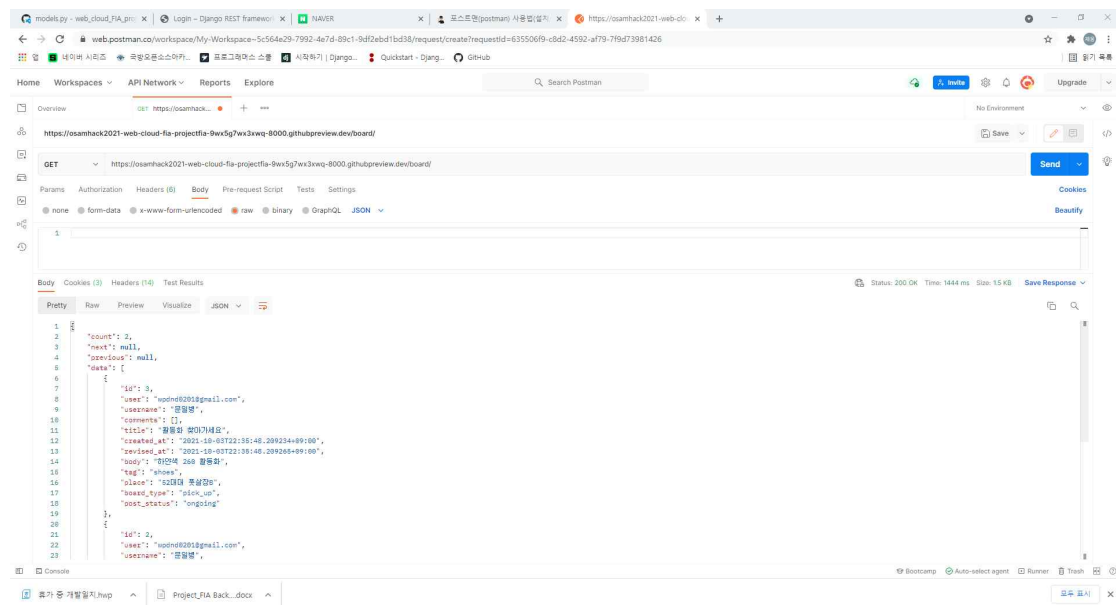 models.py - web_cloud_FIA_proj
Login – Django REST framework
NAVER
포스트맨(postman) 사용법(설치
https://osamhack2021-web-clo
web.postman.co/workspace/My-Workspace~5c564e29-7992-4e7d-89c1-9df2ebd1bd38/request/create?requestId=635506f9-c8d2-4592-af79-7f9d73981426
앱 네이버 시리즈 국방오픈소스아카... 프로그래머스 스쿨 시작하기 | Django... Quickstart - Djang... GitHub 읽기 목록
Home Workspaces API Network Reports Explore Search Postman Invite Upgrade
Overview GET https://osamhack... No Environment
https://osamhack2021-web-cloud-fia-projectfia-9wx5g7wx3xwq-8000.githubpreview.dev/board/ Save
GET https://osamhack2021-web-cloud-fia-projectfia-9wx5g7wx3xwq-8000.githubpreview.dev/board/ Send
Params Authorization Headers (6) Body Pre-request Script Tests Settings Cookies
none form-data x-www-form-urlencoded raw binary GraphQL JSON Beautify
1
Body Cookies (3) Headers (14) Test Results Status: 200 OK Time: 1444 ms Size: 1.5 KB Save Response
Pretty Raw Preview Visualize JSON
1 {
2 "count": 2,
3 "next": null,
4 "previous": null,
5 "data": [
6 {
7 "id": 3,
8 "user": "wpdnd0201@gmail.com",
9 "username": "문일병",
10 "comments": [],
11 "title": "활동화 찾아가세요",
12 "created_at": "2021-10-03T22:35:48.209234+09:00",
13 "revised_at": "2021-10-03T22:35:48.209265+09:00",
14 "body": "하얀색 260 활동화",
15 "tag": "shoes",
16 "place": "52대대 풋살장B",
17 "board_type": "pick_up",
18 "post_status": "ongoing"
19 },
20 {
21 "id": 2,
22 "user": "wpdnd0201@gmail.com",
23 "username": "문일병",
Console Bootcamp Auto-select agent Runner Trash
휴가 중 개발일지.hwp Project_FIA Back....docx 모두 표시